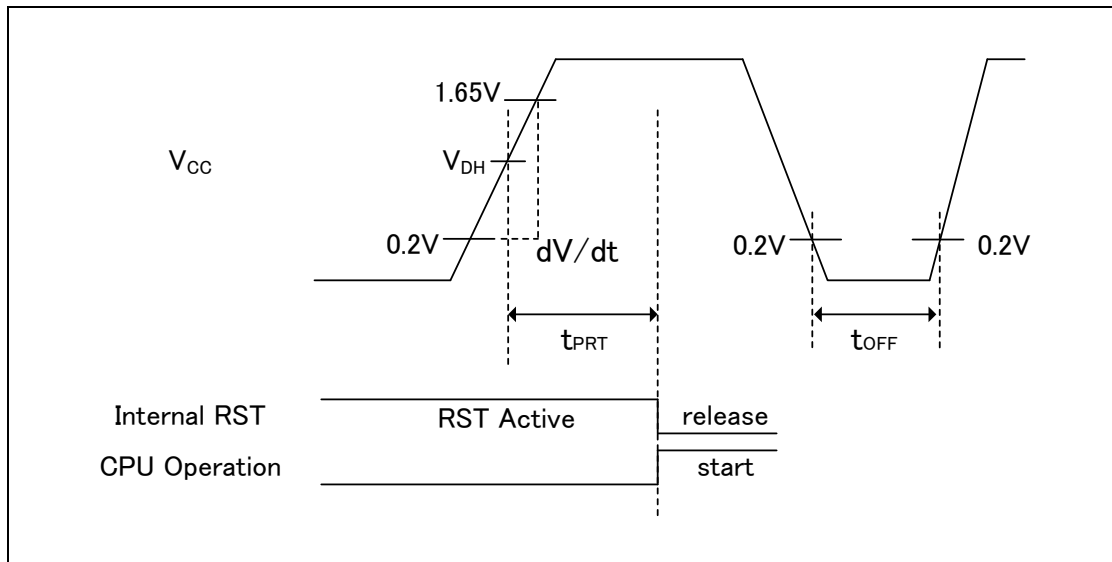 1.65V
VCC
VDH
0.2V
dV/dt
0.2V
0.2V
tPRT
tOFF
Internal RST
RST Active
release
CPU Operation
start